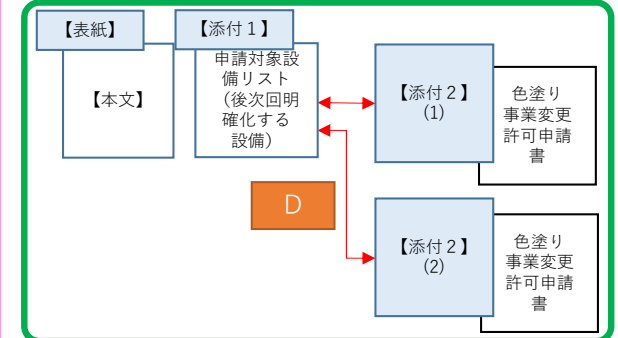 【表紙】
【本文】
【添付１】
申請対象設
備リスト
（後次回明
確化する
設備）
【添付２】
(1)
色塗り
事業変更
許可申請
書
D
【添付２】
(2)
色塗り
事業変更
許可申請
書